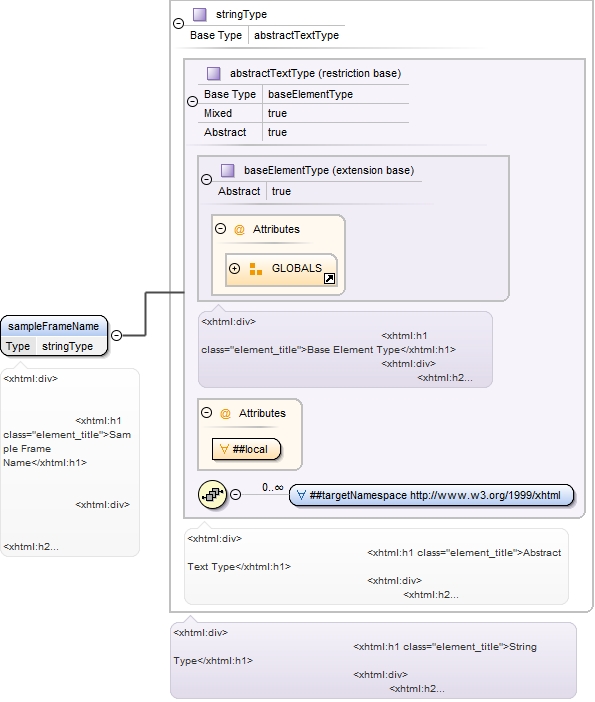 stringType
Base Type abstractTextType
abstractTextType (restriction base)
Base Type baseElementType
Mixed true
Abstract true
baseElementType (extension base)
Abstract true
@ Attributes
GLOBALS
<xhtml:div>
<xhtml:h1
class="element_title">Base Element Type</xhtml:h1>
<xhtml:div>
<xhtml:h2...
sampleFrameName
Type stringType
<xhtml:div>
<xhtml:h1
class="element_title">Sam
ple Frame
Name</xhtml:h1>
<xhtml:div>
<xhtml:h2...
@ Attributes
##local
0..∞
##targetNamespace http://www.w3.org/1999/xhtml
<xhtml:div>
<xhtml:h1 class="element_title">Abstract
Text Type</xhtml:h1>
<xhtml:div>
<xhtml:h2...
<xhtml:div>
<xhtml:h1 class="element_title">String
Type</xhtml:h1>
<xhtml:div>
<xhtml:h2...